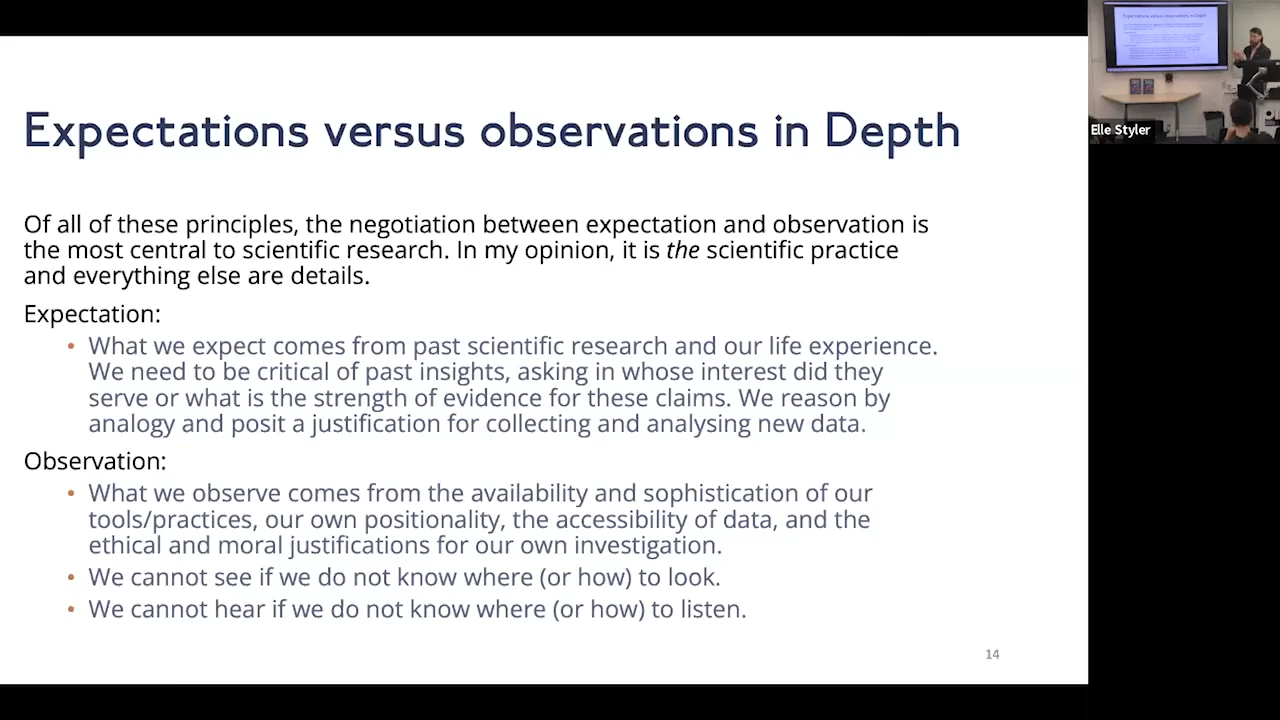 Expectations versus observations in Depth
Of all of these principles, the negotiation between expectation and observation is
the most central to scientific research. In my opinion, it is the scientific practice
and everything else are details.
Expectation:
• What we expect comes from past scientific research and our life experience.
We need to be critical of past insights, asking in whose interest did they
serve or what is the strength of evidence for these claims. We reason by
analogy and posit a justification for collecting and analysing new data.
Observation:
• What we observe comes from the availability and sophistication of our
tools/practices, our own positionality, the accessibility of data, and the
ethical and moral justifications for our own investigation.
• We cannot see if we do not know where (or how) to look.
• We cannot hear if we do not know where (or how) to listen.
14
Expectations versus observations in Depth
Elle Styler